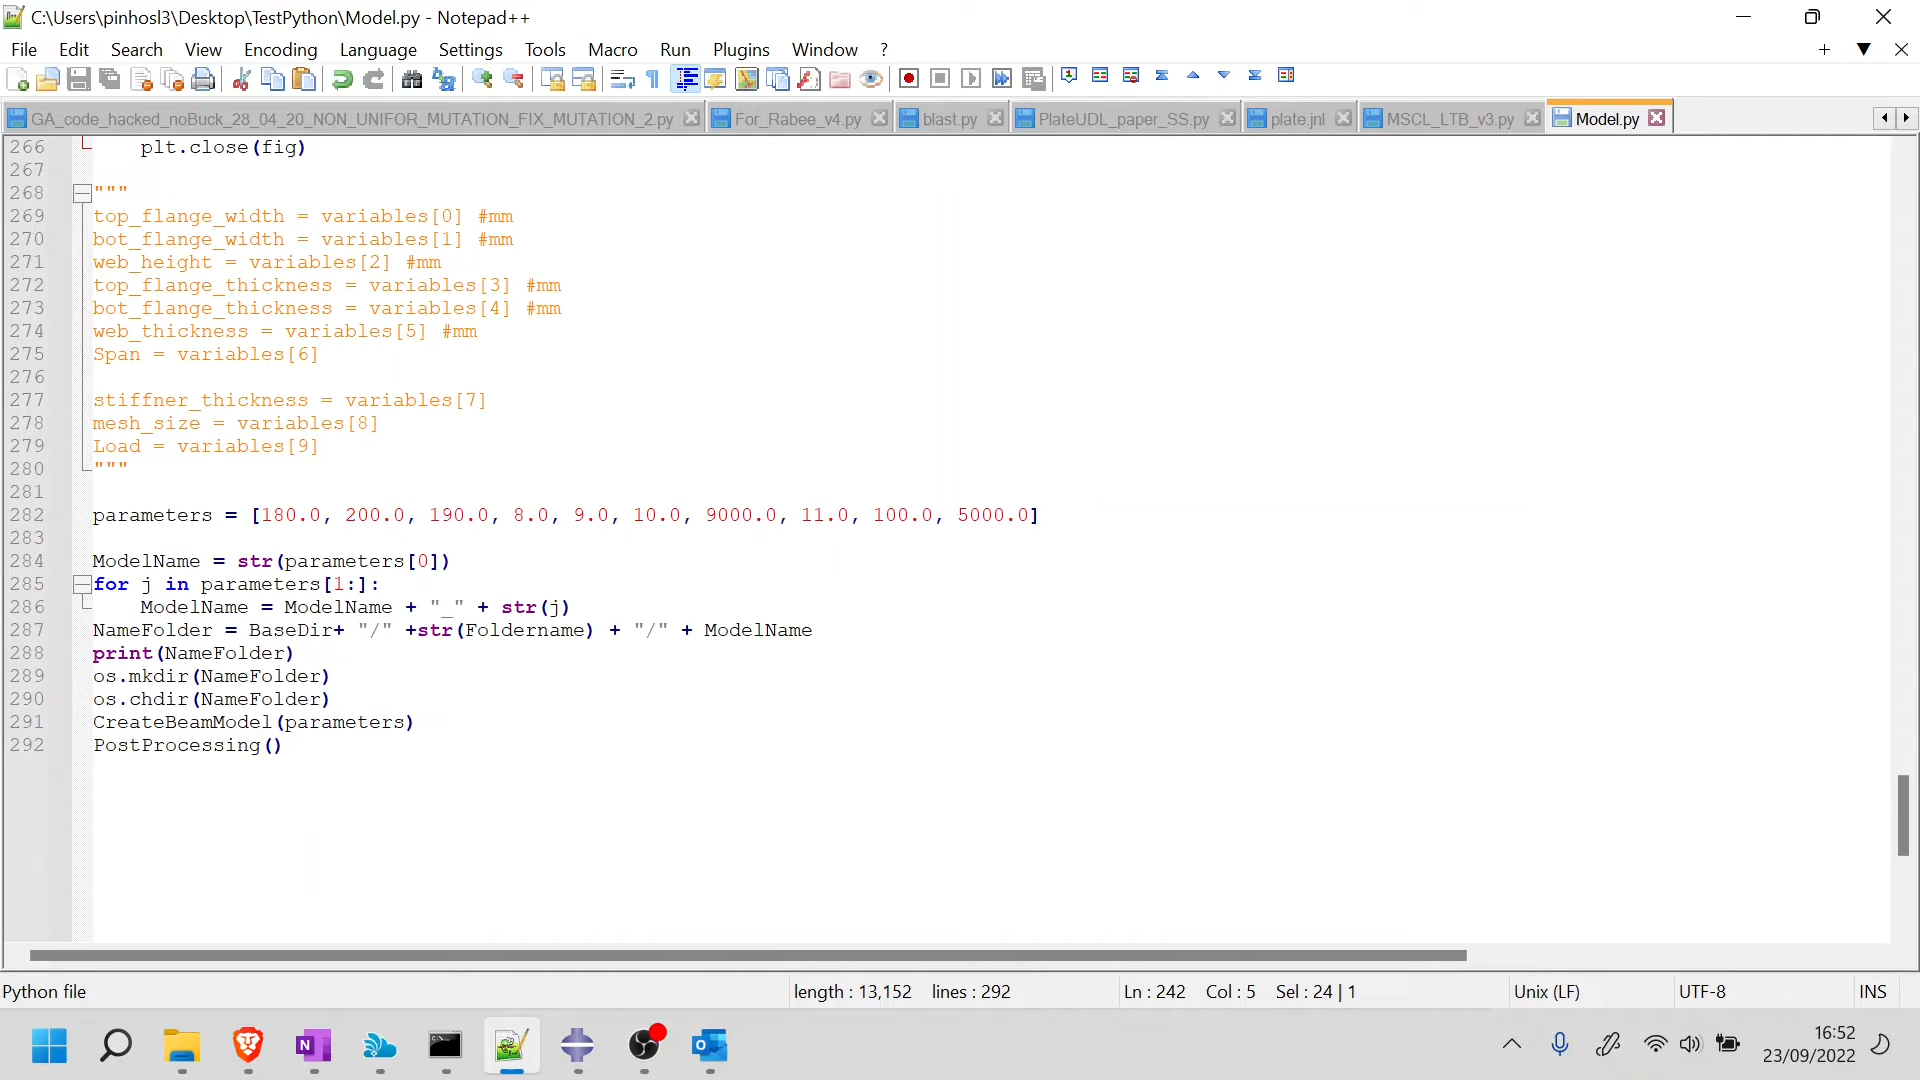 C:\Users\pinhosl3\Desktop\TestPython\Model.py - Notepad++
File Edit Search View Encoding Language Settings Tools Macro Run Plugins Window ?
GA_code_hacked_noBuck_28_04_20_NON_UNIFOR_MUTATION_FIX_MUTATION_2.py For_Rabee_v4.py blast.py PlateUDL_paper_SS.py plate.jnl MSCL_LTB_v3.py Model.py
266 plt.close(fig)
267
268 """
269 top_flange_width = variables[0] #mm
270 bot_flange_width = variables[1] #mm
271 web_height = variables[2] #mm
272 top_flange_thickness = variables[3] #mm
273 bot_flange_thickness = variables[4] #mm
274 web_thickness = variables[5] #mm
275 Span = variables[6]
276
277 stiffner_thickness = variables[7]
278 mesh_size = variables[8]
279 Load = variables[9]
280 """
281
282 parameters = [180.0, 200.0, 190.0, 8.0, 9.0, 10.0, 9000.0, 11.0, 100.0, 5000.0]
283
284 ModelName = str(parameters[0])
285 for j in parameters[1:]:
286 ModelName = ModelName + "_" + str(j)
287 NameFolder = BaseDir+ "/" +str(Foldername) + "/" + ModelName
288 print(NameFolder)
289 os.mkdir(NameFolder)
290 os.chdir(NameFolder)
291 CreateBeamModel(parameters)
292 PostProcessing()
Python file length : 13,152 lines : 292 Ln : 242 Col : 5 Sel : 24 | 1 Unix (LF) UTF-8 INS
16:52
23/09/2022